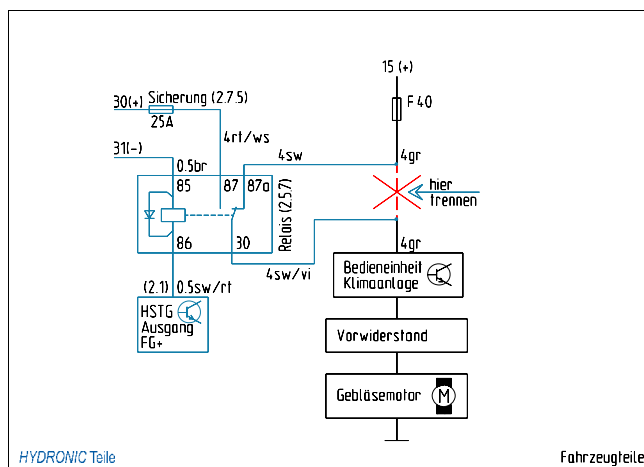 15 (+)
30(+)
Sicherung (2.7.5)
25A
F 40
31(-)
4rt/ws
4sw
4gr
0.5br
85
87
87a
Relais (2.5.7)
hier
trennen
86
30
4sw/vi
4gr
(2.1)
0.5sw/rt
HSTG
Ausgang
FG+
Bedieneinheit
Klimaanlage
Vorwiderstand
Gebläsemotor
M
HYDRONIC Teile
Fahrzeugteile